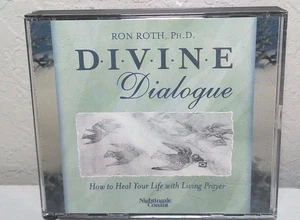 RON ROTH, PH.D.
D·I·V·I·N·E
Dialogue
How to Heal Your Life with Living Prayer
Nightingale
Conant